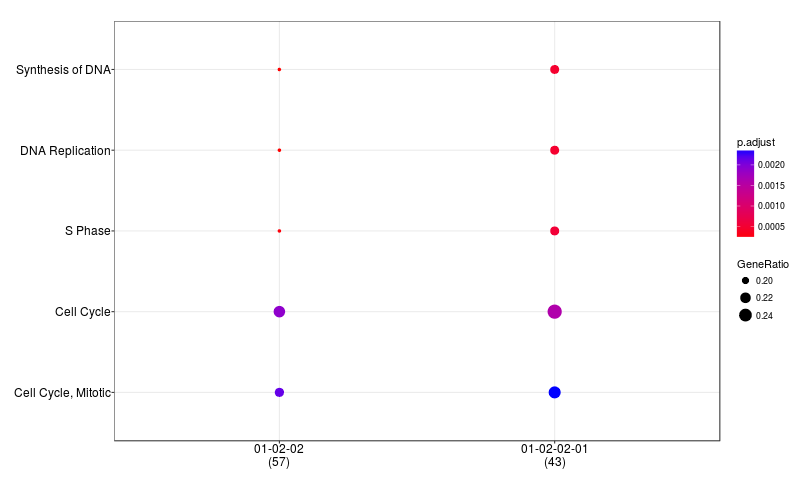 Synthesis of DNA
DNA Replication
S Phase
Cell Cycle
Cell Cycle, Mitotic
01-02-02
(57)
01-02-02-01
(43)
p.adjust
0.0020
0.0015
0.0010
0.0005
GeneRatio
0.20
0.22
0.24